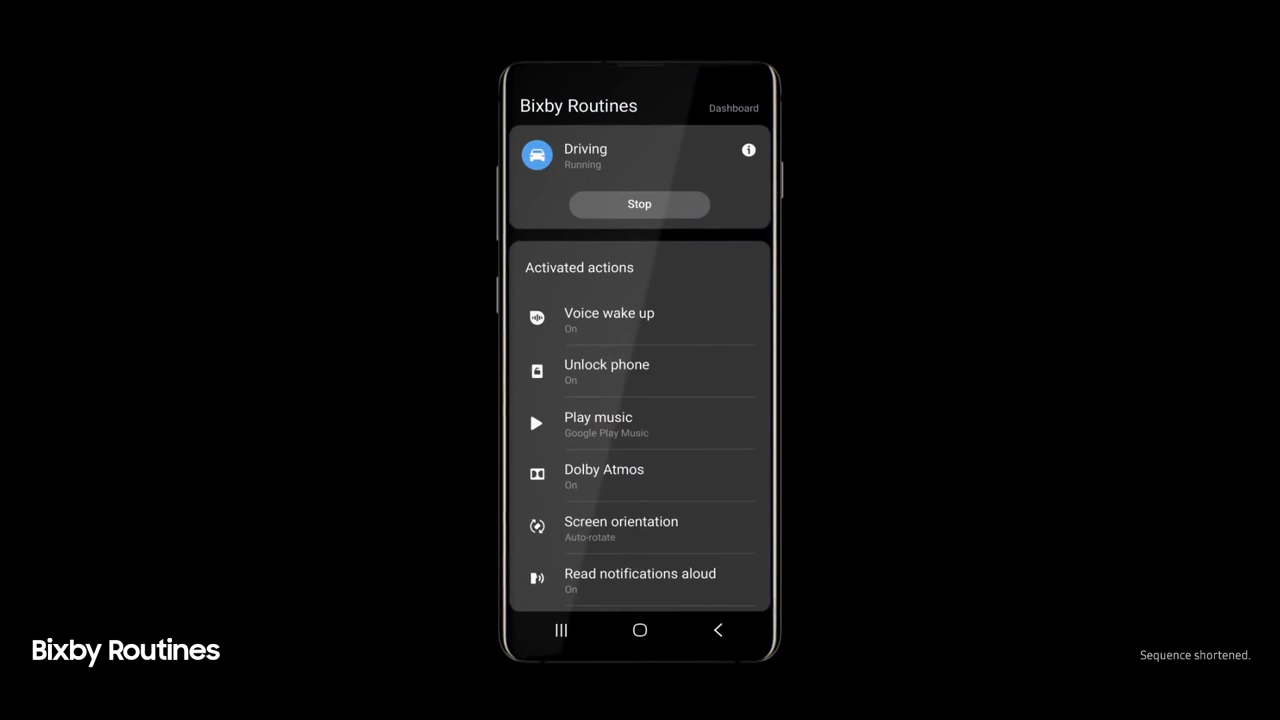 Bixby Routines
Dashboard
Driving
Running
Stop
Activated actions
Voice wake up
On
Unlock phone
On
Play music
Google Play Music
Dolby Atmos
On
Screen orientation
Auto-rotate
Read notifications aloud
On
Bixby Routines
Sequence shortened.